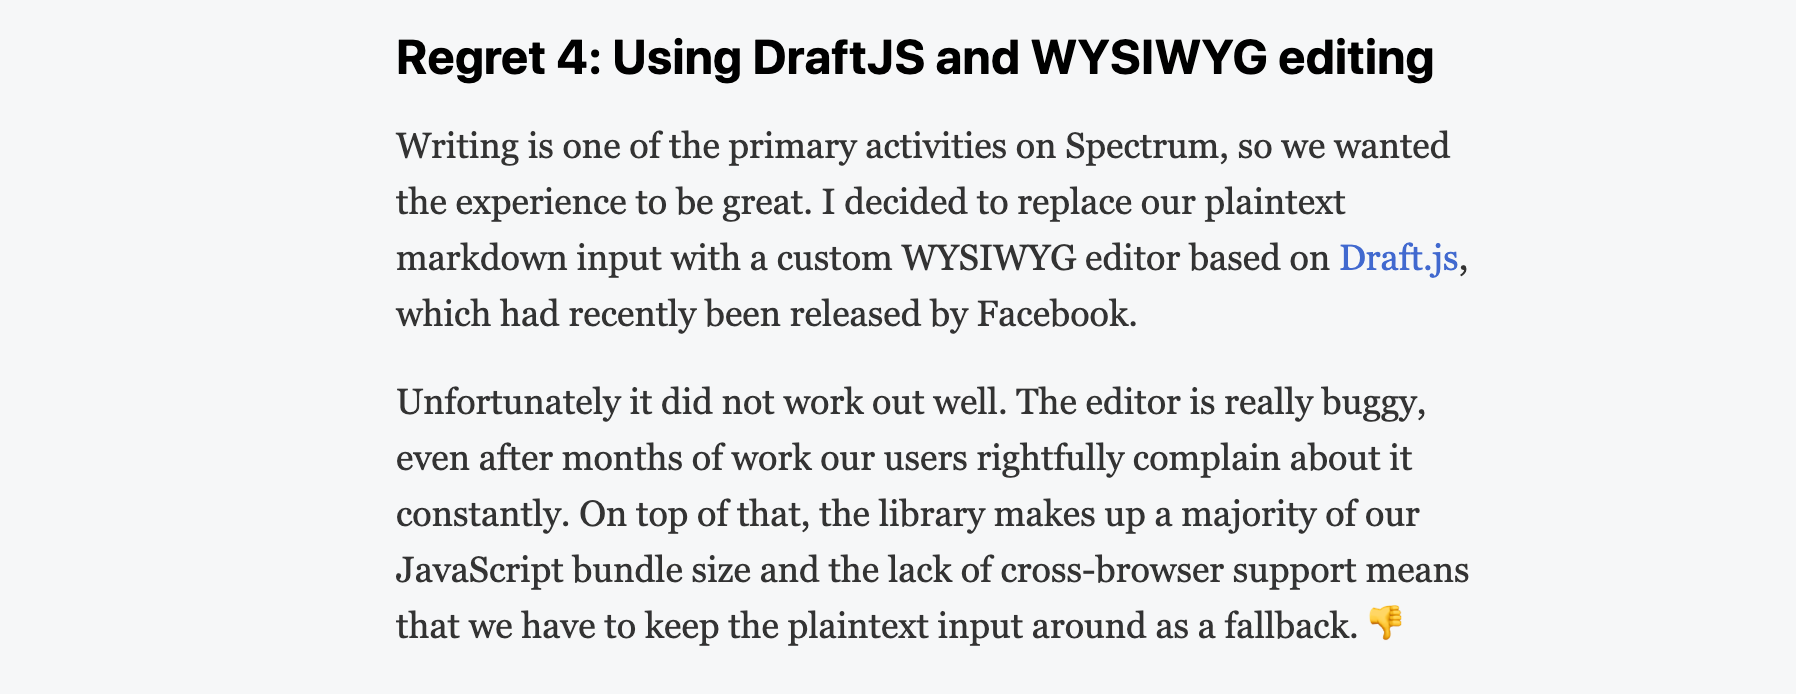 Regret 4: Using DraftJS and WYSIWYG editing
Writing is one of the primary activities on Spectrum, so we wanted
the experience to be great. I decided to replace our plaintext
markdown input with a custom WYSIWYG editor based on Draft.js,
which had recently been released by Facebook.
Unfortunately it did not work out well. The editor is really buggy,
even after months of work our users rightfully complain about it
constantly. On top of that, the library makes up a majority of our
JavaScript bundle size and the lack of cross-browser support means
that we have to keep the plaintext input around as a fallback. 👎